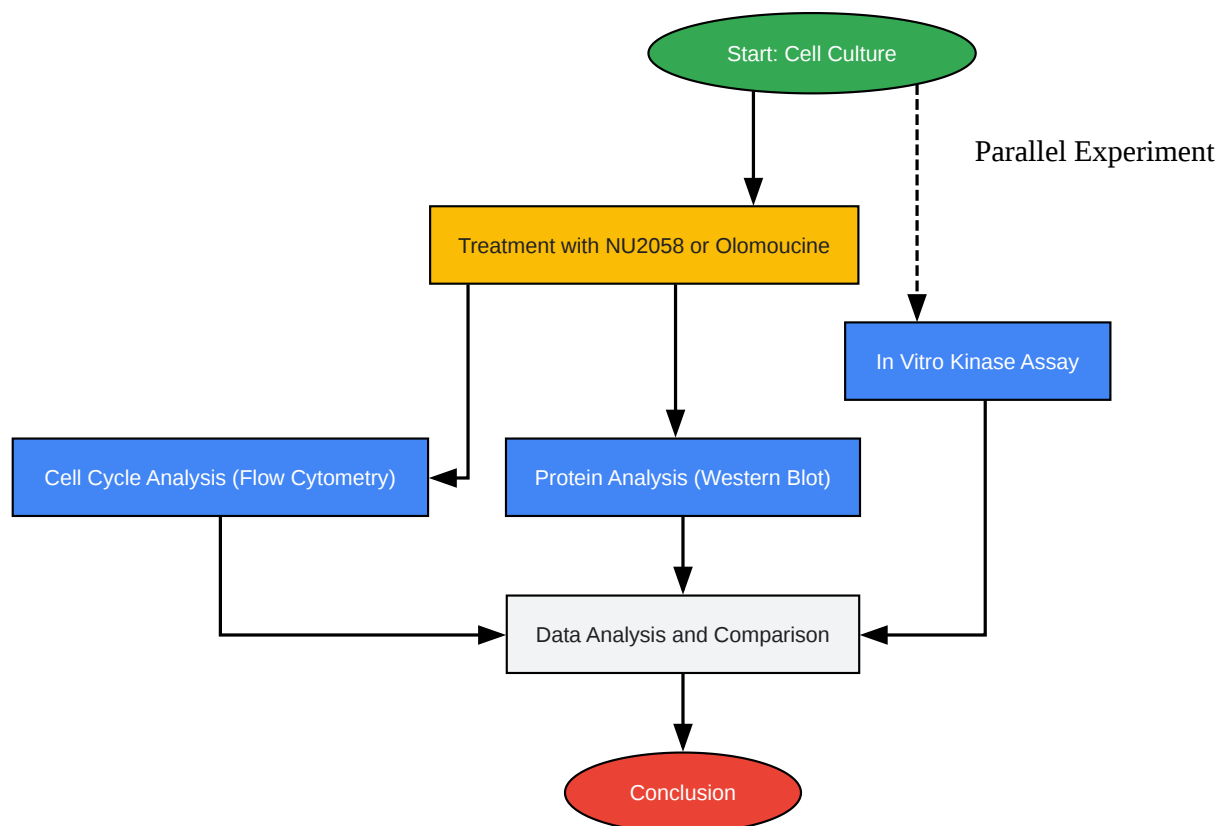 Start: Cell Culture
Parallel Experiment
Treatment with NU2058 or Olomoucine
In Vitro Kinase Assay
Cell Cycle Analysis (Flow Cytometry)
Protein Analysis (Western Blot)
Data Analysis and Comparison
Conclusion